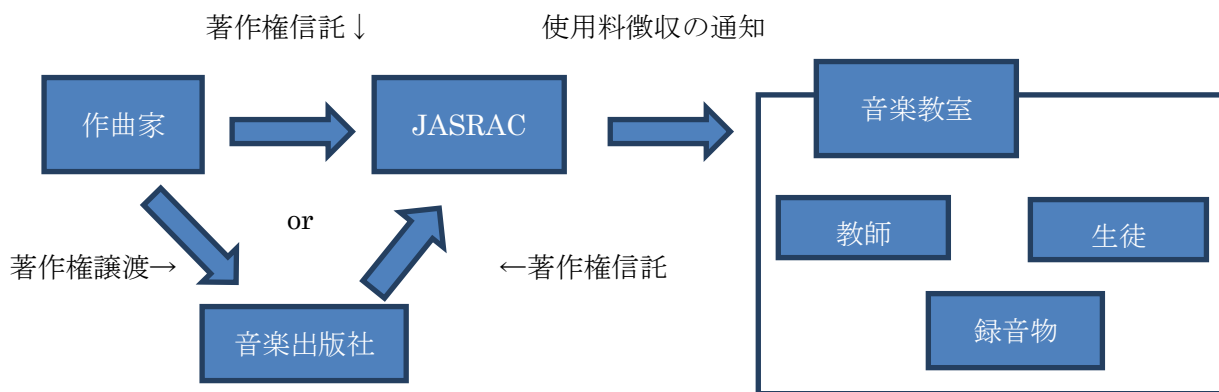 著作権信託↓
使用料徴収の通知
作曲家
JASRAC
音楽教室
or
教師
生徒
著作権譲渡→
←著作権信託
音楽出版社
録音物